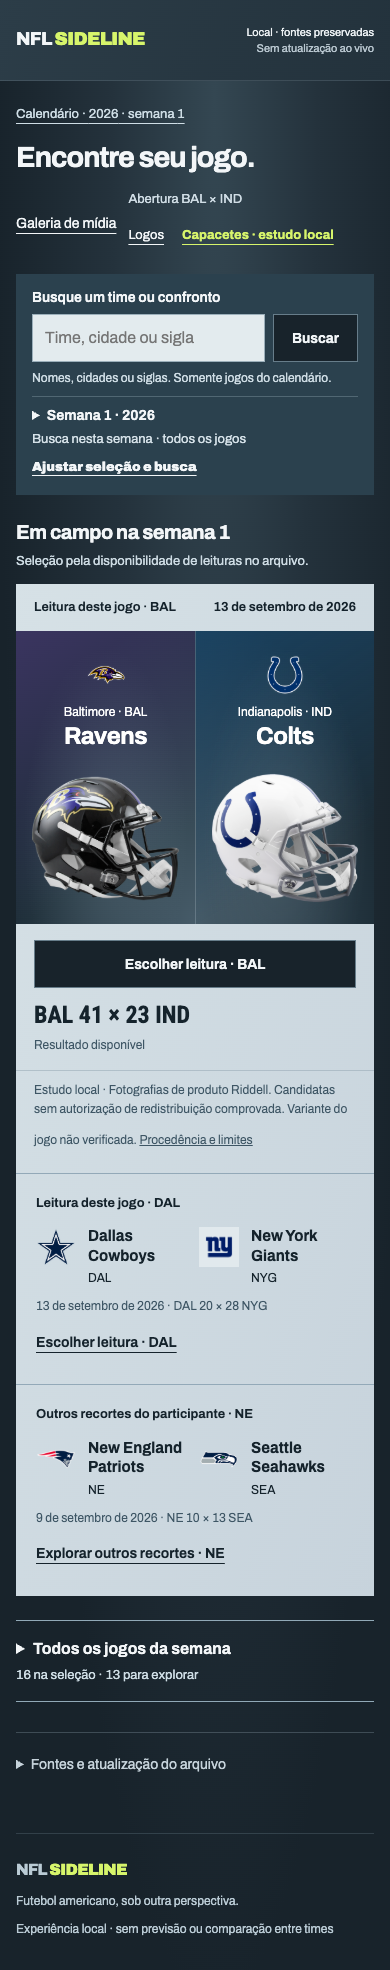 NFL SIDELINE
Local · fontes preservadas
Sem atualização ao vivo
Calendário · 2026 · semana 1
Encontre seu jogo.
Abertura BAL × IND
Galeria de mídia
Logos
Capacetes · estudo local
Busque um time ou confronto
Time, cidade ou sigla
Buscar
Nomes, cidades ou siglas. Somente jogos do calendário.
Semana 1 · 2026
Busca nesta semana · todos os jogos
Ajustar seleção e busca
Em campo na semana 1
Seleção pela disponibilidade de leituras no arquivo.
Leitura deste jogo · BAL
13 de setembro de 2026
Baltimore · BAL
Ravens
Indianapolis · IND
Colts
Escolher leitura · BAL
BAL 41 × 23 IND
Resultado disponível
Estudo local · Fotografias de produto Riddell. Candidatas
sem autorização de redistribuição comprovada. Variante do
jogo não verificada. Procedência e limites
Leitura deste jogo · DAL
Dallas
Cowboys
DAL
ny
New York
Giants
NYG
13 de setembro de 2026 · DAL 20 × 28 NYG
Escolher leitura · DAL
Outros recortes do participante · NE
New England
Patriots
NE
Seattle
Seahawks
SEA
9 de setembro de 2026 · NE 10 × 13 SEA
Explorar outros recortes · NE
Todos os jogos da semana
16 na seleção · 13 para explorar
Fontes e atualização do arquivo
NFL SIDELINE
Futebol americano, sob outra perspectiva.
Experiência local · sem previsão ou comparação entre times